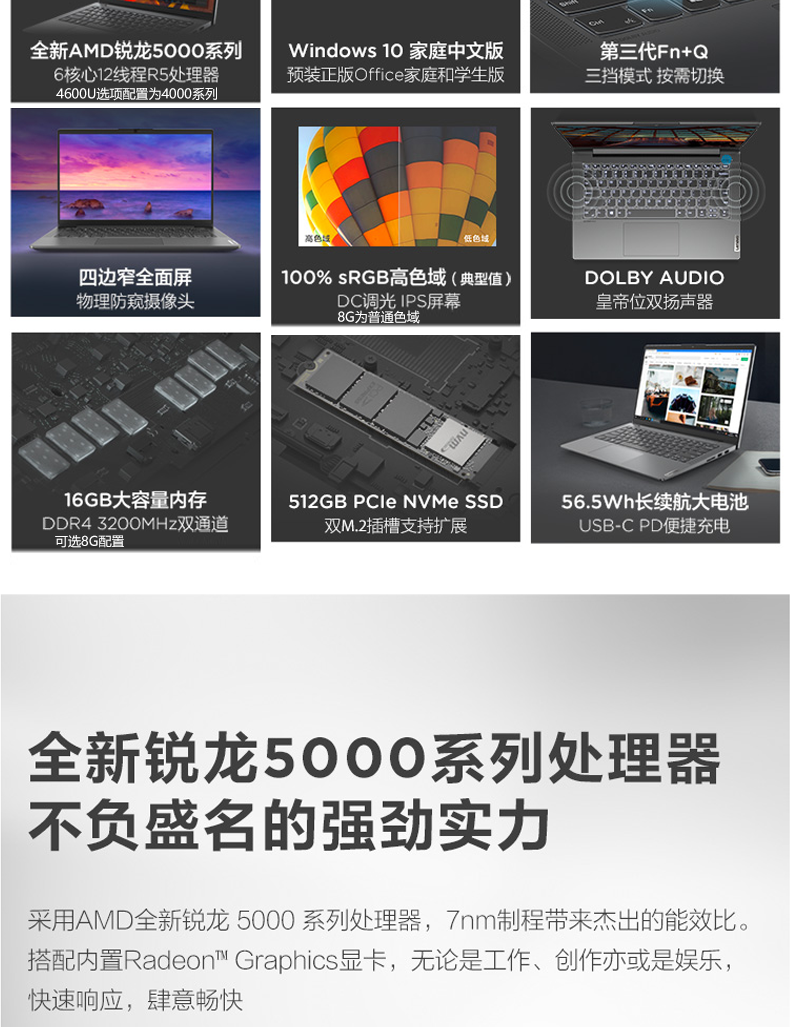 全新AMD锐龙5000系列
6核心12线程R5处理器
4600U选项配置为4000系列
Windows 10 家庭中文版
预装正版Office家庭和学生版
Ctrl
Fn
第三代Fn+Q
三挡模式 按需切换
四边窄全面屏
物理防窥摄像头
高色域
低色域
100% sRGB高色域（典型值）
DC调光 IPS屏幕
8G为普通色域
DOLBY AUDIO
皇帝位双扬声器
16GB大容量内存
DDR4 3200MHz双通道
可选8G配置
512GB PCIe NVMe SSD
双M.2插槽支持扩展
56.5Wh长续航大电池
USB-C PD便捷充电
全新锐龙5000系列处理器
不负盛名的强劲实力
采用AMD全新锐龙 5000 系列处理器，7nm制程带来杰出的能效比。
搭配内置Radeon™ Graphics显卡，无论是工作、创作亦或是娱乐，
快速响应，肆意畅快